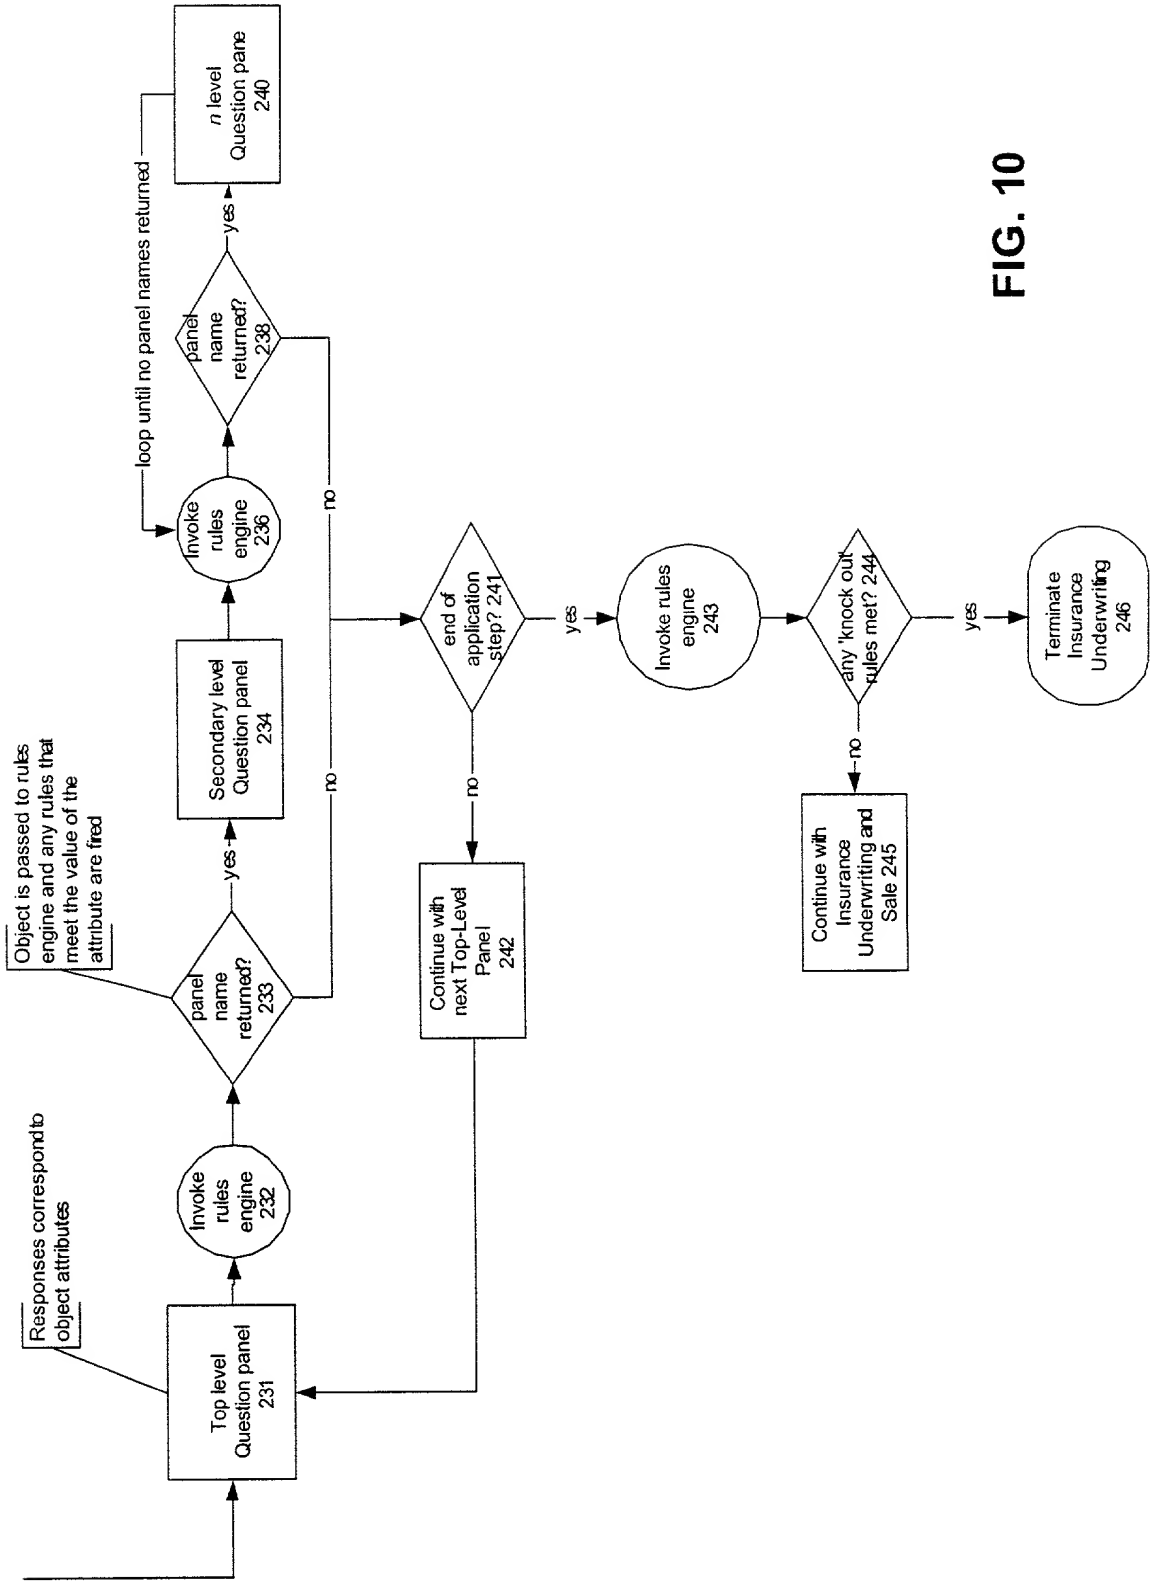 Responses correspond to
object attributes
Top level
Question panel
231
Invoke
rules
engine
232
Object is passed to rules
engine and any rules that
meet the value of the
attribute are fired
panel
name
returned?
233
yes
no
Secondary level
Question panel
234
Invoke
rules
engine
236
loop until no panel names returned
panel
name
returned?
238
yes
no
n level
Question pane
240
end of
application
step? 241
no
yes
Continue with
next Top-Level
Panel
242
Invoke rules
engine
243
any 'knock out'
rules met? 244
no
yes
Continue with
Insurance
Underwriting and
Sale 245
Terminate
Insurance
Underwriting
246
FIG. 10